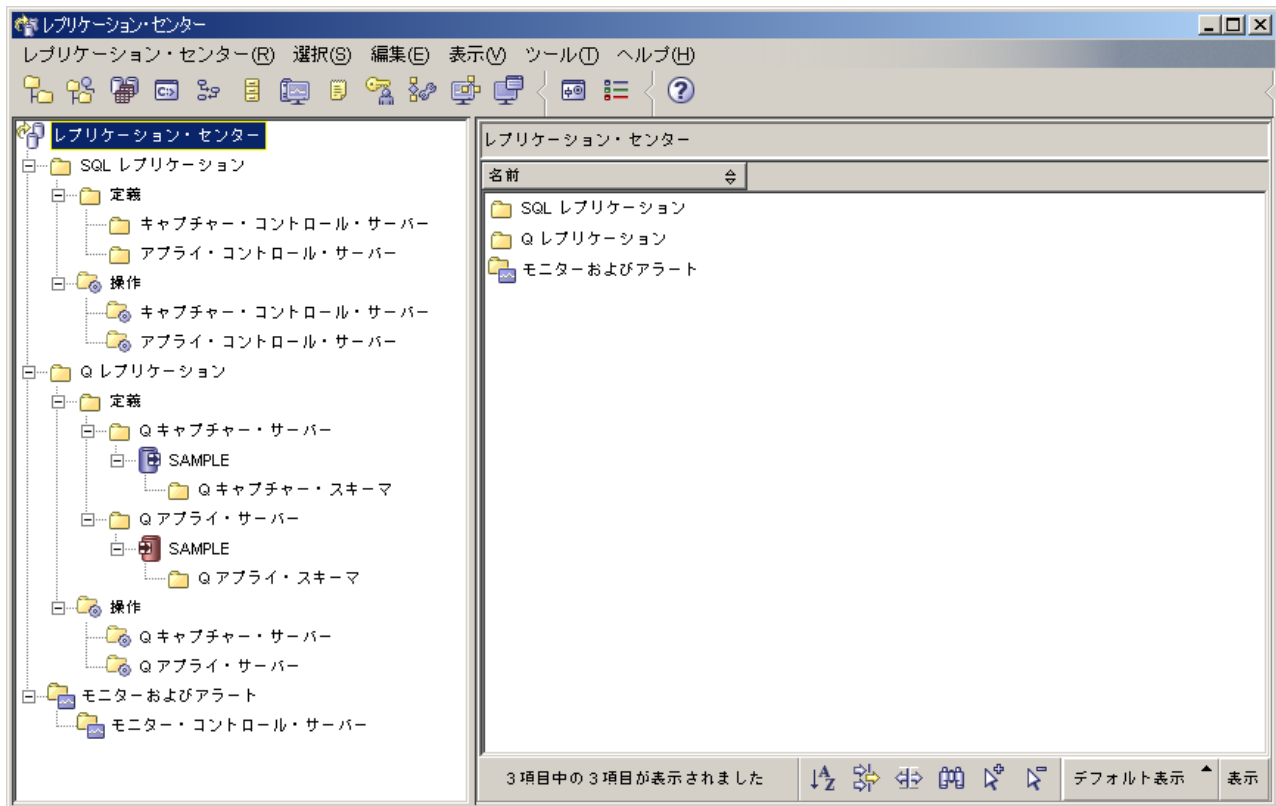 レプリケーション・センター
レプリケーション・センター(R) 選択(S) 編集(E) 表示(V) ツール(T) ヘルプ(H)
レプリケーション・センター
SQL レプリケーション
定義
キャプチャー・コントロール・サーバー
アプライ・コントロール・サーバー
操作
キャプチャー・コントロール・サーバー
アプライ・コントロール・サーバー
Q レプリケーション
定義
Q キャプチャー・サーバー
SAMPLE
Q キャプチャー・スキーマ
Q アプライ・サーバー
SAMPLE
Q アプライ・スキーマ
操作
Q キャプチャー・サーバー
Q アプライ・サーバー
モニターおよびアラート
モニター・コントロール・サーバー
レプリケーション・センター
名前
SQL レプリケーション
Q レプリケーション
モニターおよびアラート
3 項目中の 3 項目が表示されました デフォルト表示 表示